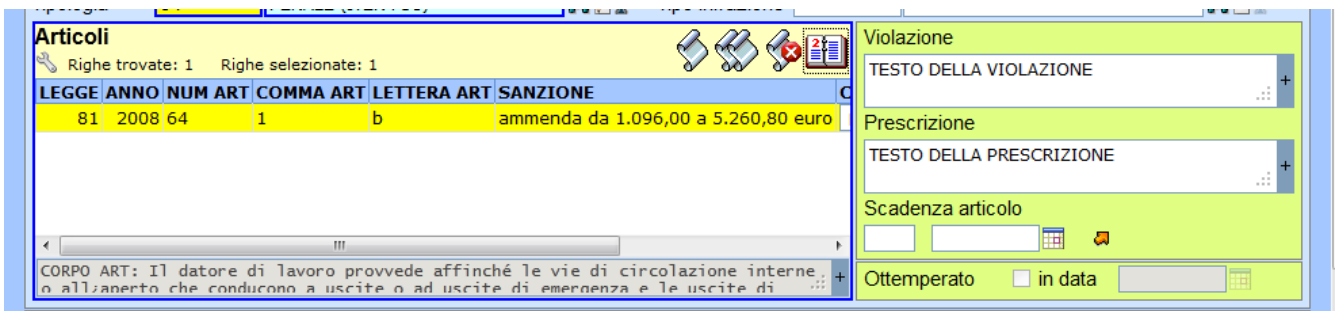 Articoli
Righe trovate: 1 Righe selezionate: 1
LEGGE ANNO NUM ART COMMA ART LETTERA ART SANZIONE
81 2008 64 1 b ammenda da 1.096,00 a 5.260,80 euro
CORPO ART: Il datore di lavoro provvede affinché le vie di circolazione interne
o all'aperto che conducono a uscite o ad uscite di emergenza e le uscite di
Violazione
TESTO DELLA VIOLAZIONE
Prescrizione
TESTO DELLA PRESCRIZIONE
Scadenza articolo
Ottemperato in data